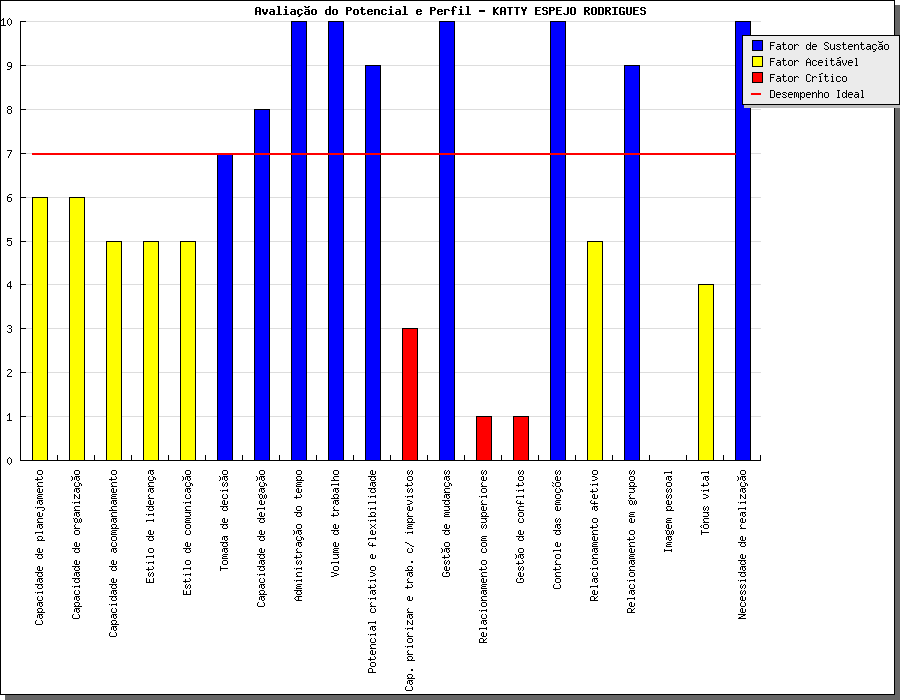 Avaliação do Potencial e Perfil - KATTY ESPEJO RODRIGUES
10
9
8
7
6
5
4
3
2
1
0
Fator de Sustentação
Fator Aceitável
Fator Crítico
Desempenho Ideal
Capacidade de planejamento
Capacidade de organização
Capacidade de acompanhamento
Estilo de liderança
Estilo de comunicação
Tomada de decisão
Capacidade de delegação
Administração do tempo
Volume de trabalho
Potencial criativo e flexibilidade
Cap. priorizar e trab. c/ imprevistos
Gestão de mudanças
Relacionamento com superiores
Gestão de conflitos
Controle das emoções
Relacionamento afetivo
Relacionamento em grupos
Imagem pessoal
Tônus vital
Necessidade de realização